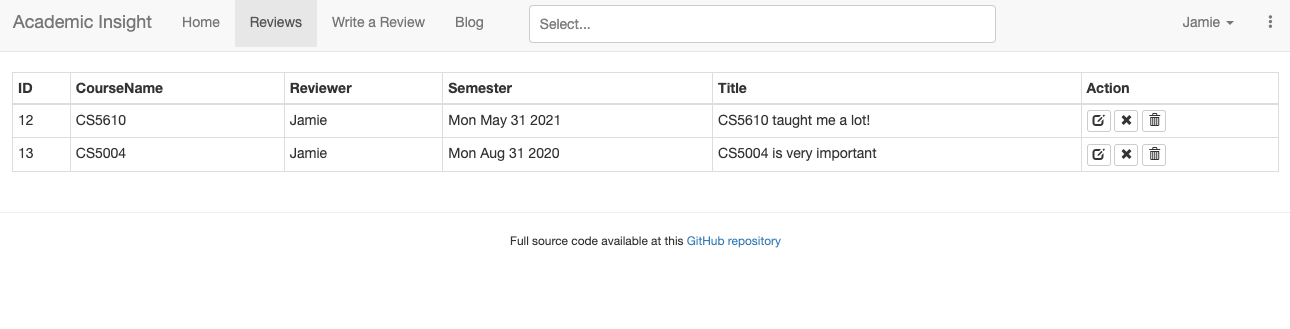 Academic Insight Home Reviews Write a Review Blog Select... Jamie
ID CourseName Reviewer Semester Title Action
12 CS5610 Jamie Mon May 31 2021 CS5610 taught me a lot!
13 CS5004 Jamie Mon Aug 31 2020 CS5004 is very important
Full source code available at this GitHub repository